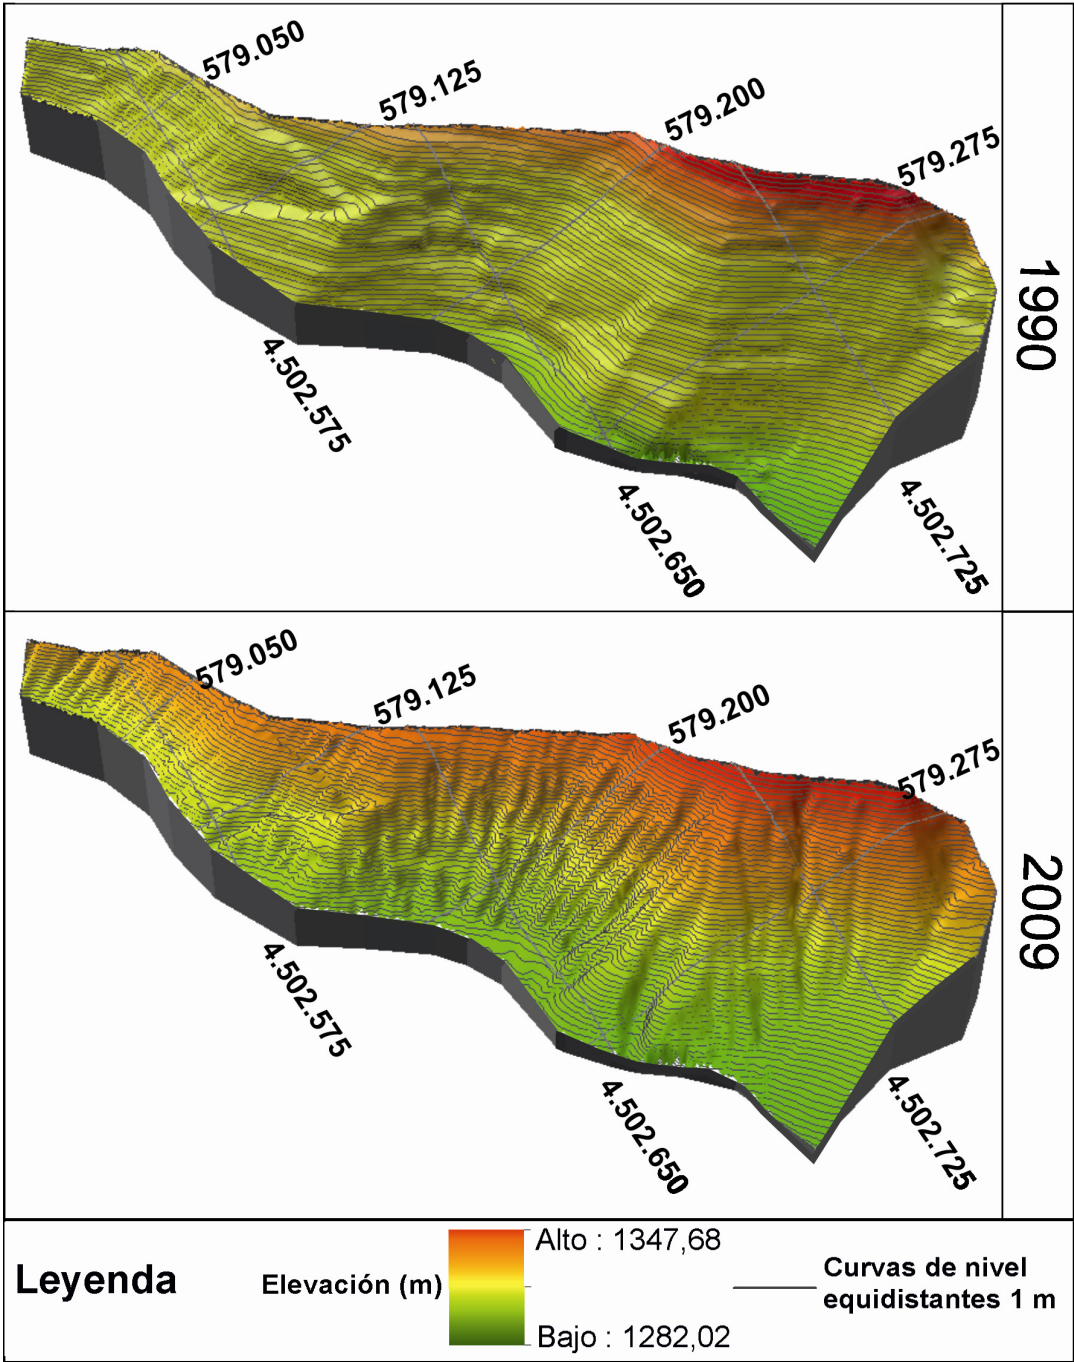 579.050
579.125
579.200
579.275
4.502.575
4.502.650
4.502.725
1990
579.050
579.125
579.200
579.275
4.502.575
4.502.650
4.502.725
2009
Leyenda
Elevación (m)
Alto : 1347,68
Bajo : 1282,02
Curvas de nivel
equidistantes 1 m